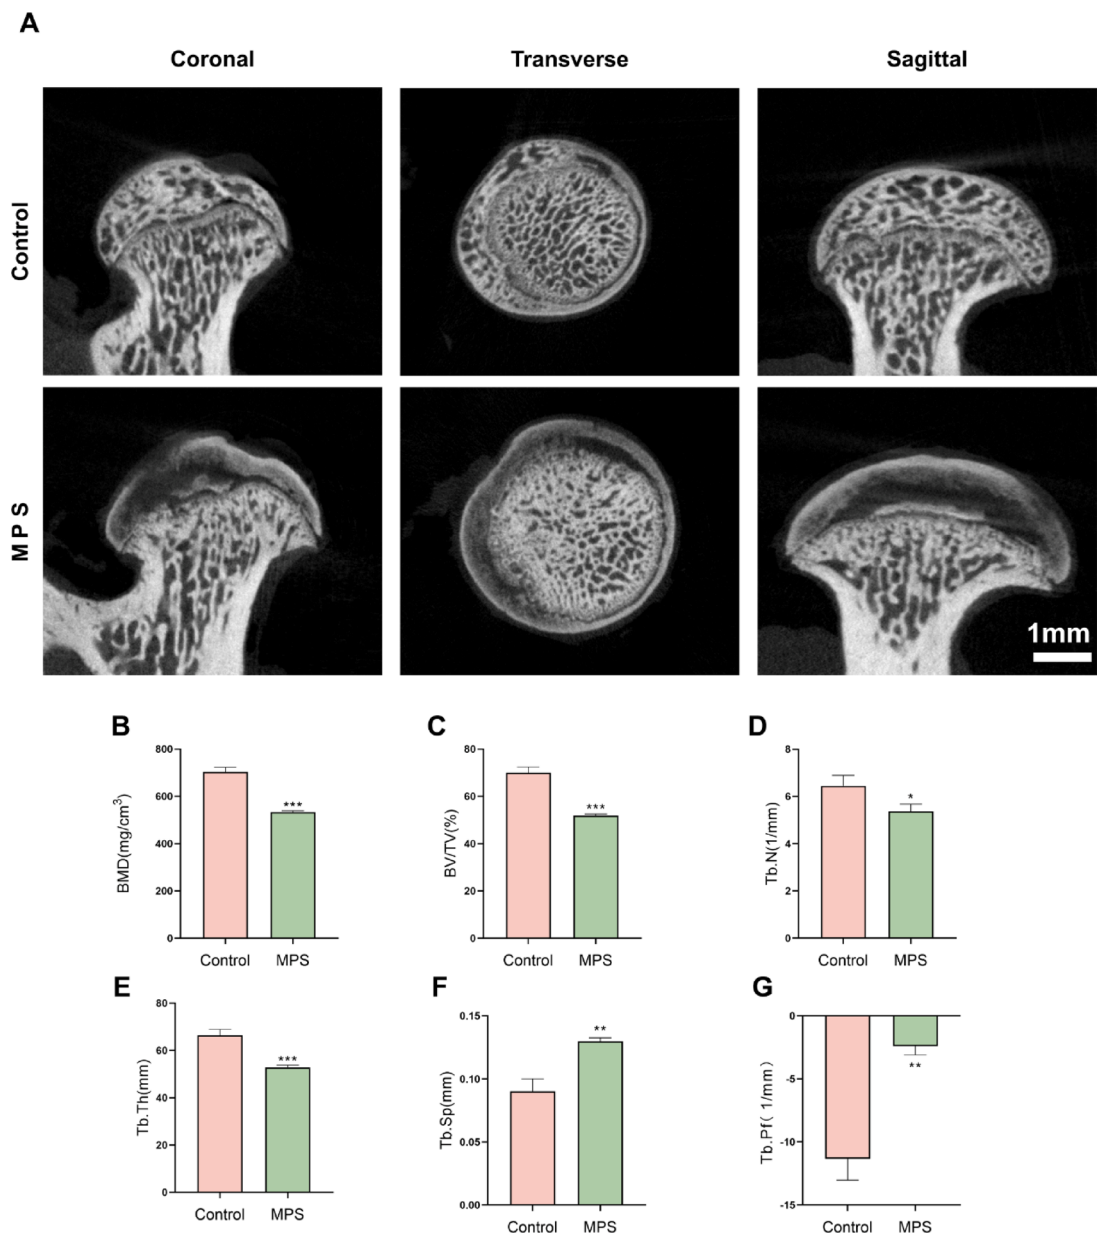 A
Coronal
Transverse
Sagittal
Control
MPS
1mm
B
BMD(mg/cm³)
800
600
400
200
0
***
Control
MPS
C
BV/TV(%)
80
60
40
20
0
***
Control
MPS
D
Tb.N(1/mm)
8
6
4
2
0
*
Control
MPS
E
Tb.Th(mm)
80
60
40
20
0
***
Control
MPS
F
Tb.Sp(mm)
0.15
0.10
0.05
0.00
**
Control
MPS
G
Tb.Pf( 1/mm)
0
-5
-10
-15
**
Control
MPS